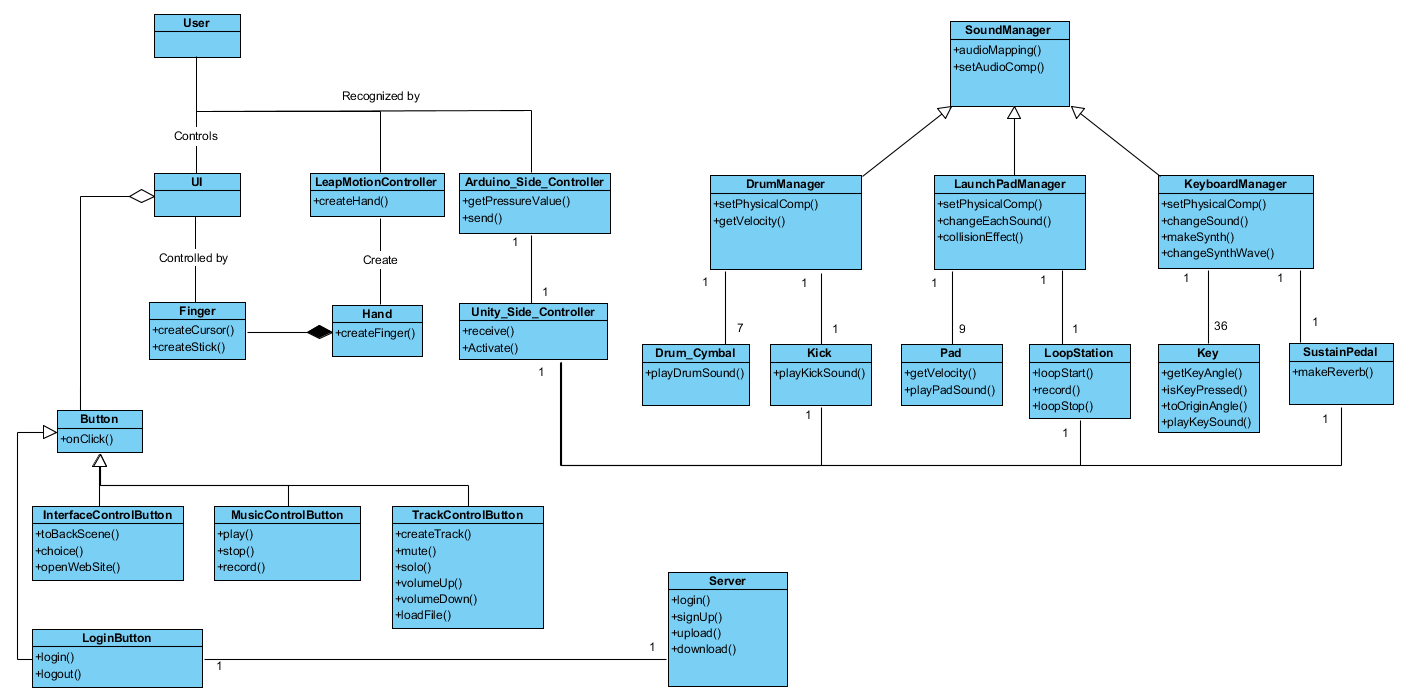 User
SoundManager
+audioMapping()
+setAudioComp()
Recognized by
Controls
UI
LeapMotionController
+createHand()
Arduino_Side_Controller
+getPressureValue()
+send()
DrumManager
+setPhysicalComp()
+getVelocity()
LaunchPadManager
+setPhysicalComp()
+changeEachSound()
+collisionEffect()
KeyboardManager
+setPhysicalComp()
+changeSound()
+makeSynth()
+changeSynthWave()
1
Controlled by
Create
1
1
1
1
1
1
1
7
1
9
1
36
1
Finger
+createCursor()
+createStick()
Hand
+createFinger()
Unity_Side_Controller
+receive()
+Activate()
Drum_Cymbal
+playDrumSound()
Kick
+playKickSound()
Pad
+getVelocity()
+playPadSound()
LoopStation
+loopStart()
+record()
+loopStop()
Key
+getKeyAngle()
+isKeyPressed()
+toOriginAngle()
+playKeySound()
SustainPedal
+makeReverb()
1
1
1
1
Button
+onClick()
InterfaceControlButton
+toBackScene()
+choice()
+openWebSite()
MusicControlButton
+play()
+stop()
+record()
TrackControlButton
+createTrack()
+mute()
+solo()
+volumeUp()
+volumeDown()
+loadFile()
Server
+login()
+signUp()
+upload()
+download()
LoginButton
+login()
+logout()
1
1